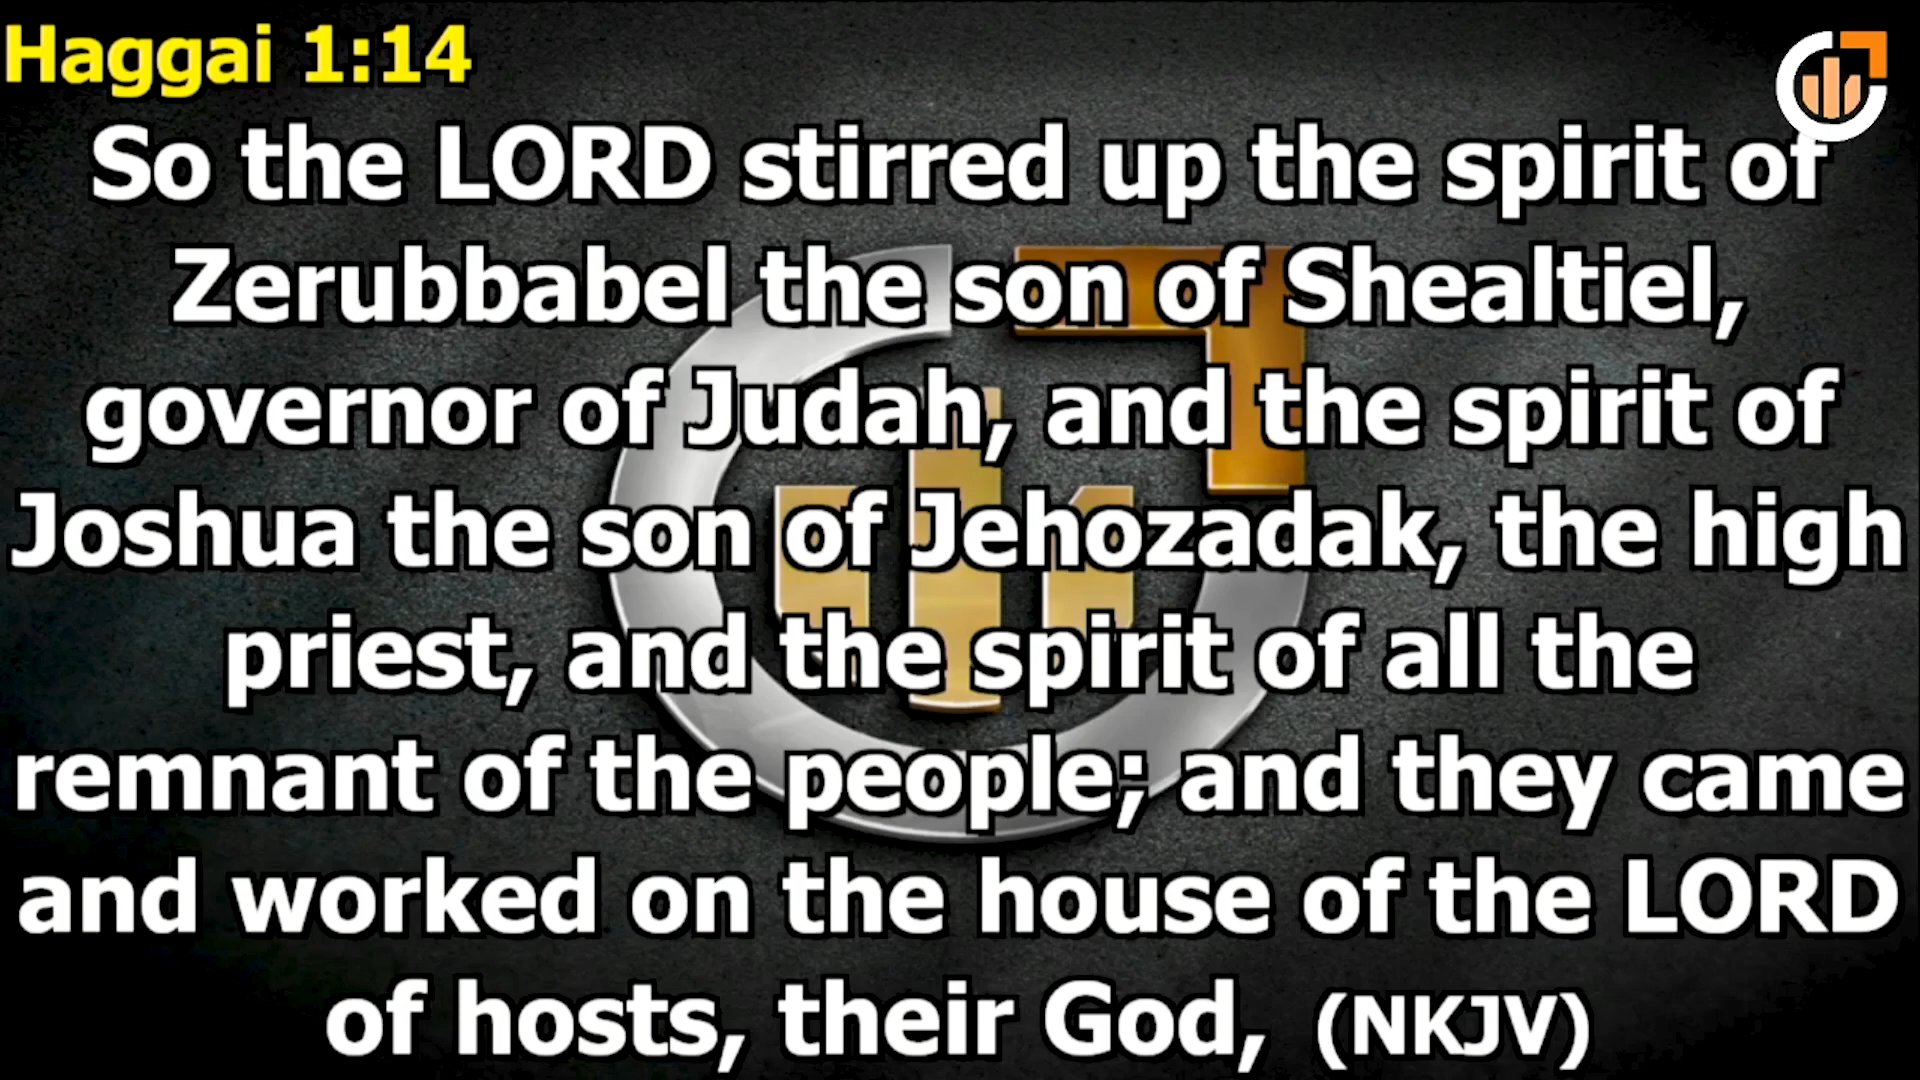 Haggai 1:14
So the LORD stirred up the spirit of
Zerubbabel the son of Shealtiel,
governor of Judah, and the spirit of
Joshua the son of Jehozadak, the high
priest, and the spirit of all the
remnant of the people; and they came
and worked on the house of the LORD
of hosts, their God, (NKJV)